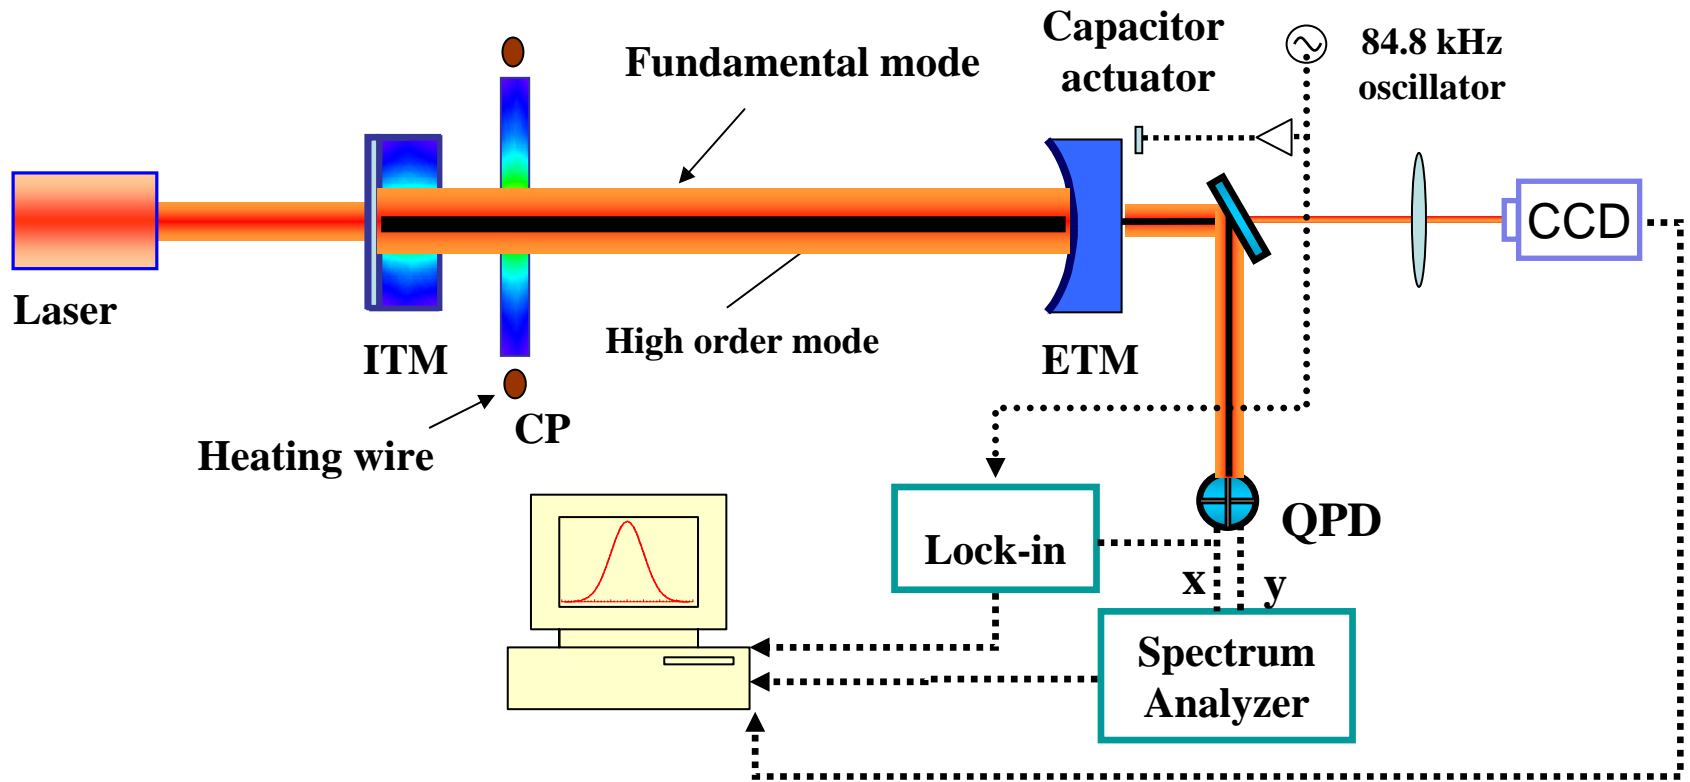 Capacitor
actuator
84.8 kHz
oscillator
Fundamental mode
Laser
ITM
High order mode
ETM
CCD
CP
Heating wire
Lock-in
QPD
x
y
Spectrum
Analyzer